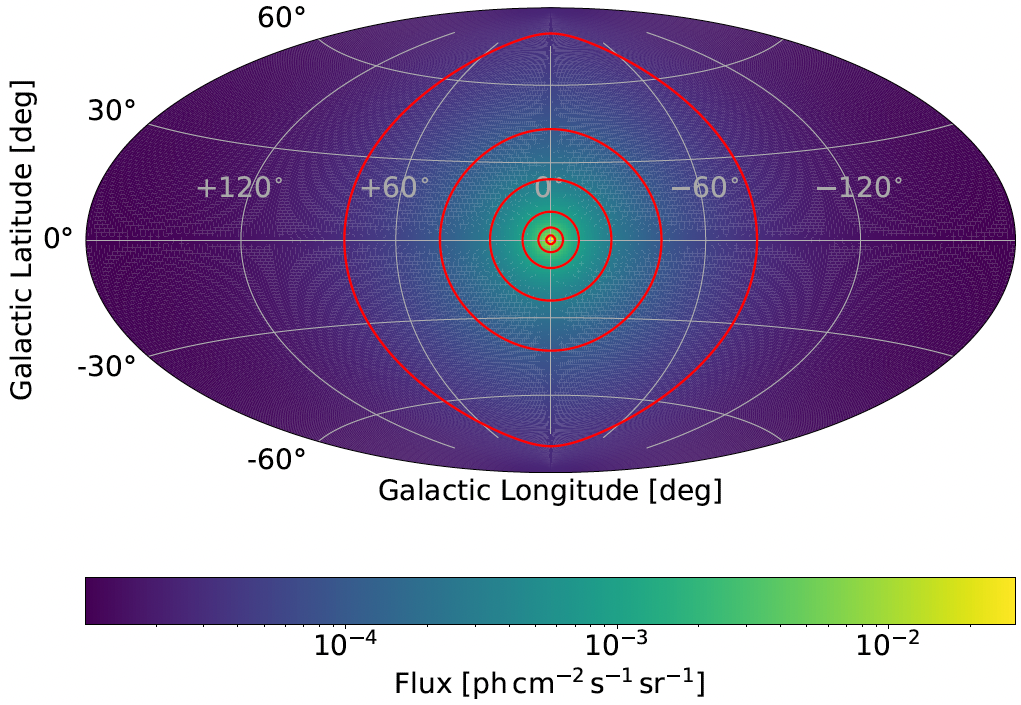 60°
30°
0°
-30°
-60°
Galactic Latitude [deg]
+120° +60° 0° −60° −120°
Galactic Longitude [deg]
10⁻⁴ 10⁻³ 10⁻²
Flux [ph cm⁻² s⁻¹ sr⁻¹]